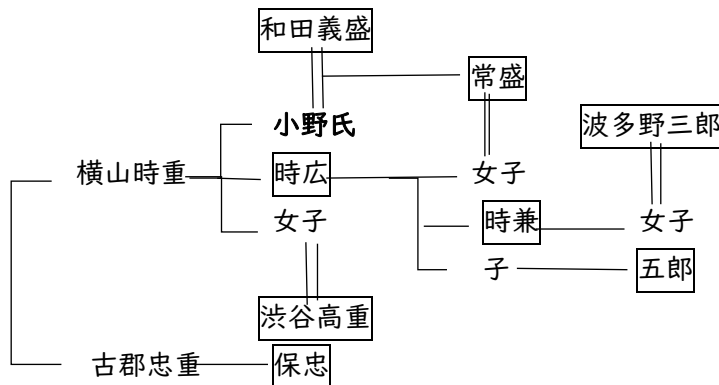 和田義盛
常盛
小野氏
波多野三郎
横山時重
時広
女子
女子
時兼
女子
子
五郎
渋谷高重
古郡忠重
保忠